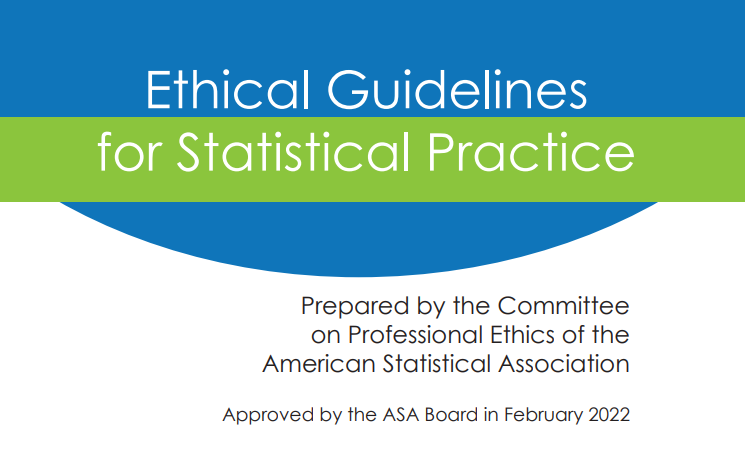 Ethical Guidelines
for Statistical Practice
Prepared by the Committee
on Professional Ethics of the
American Statistical Association
Approved by the ASA Board in February 2022